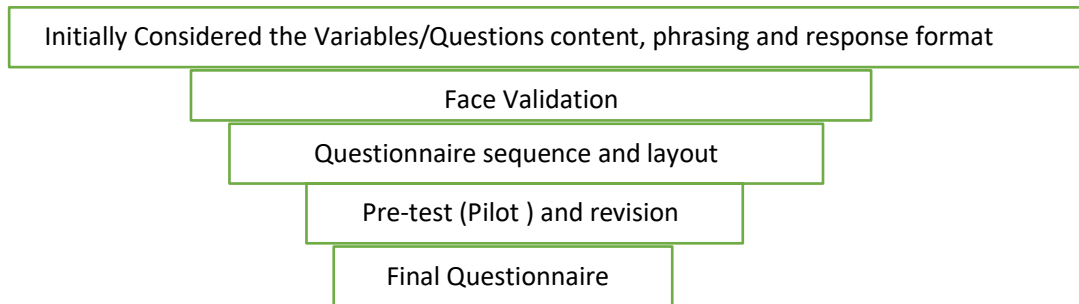 Initially Considered the Variables/Questions content, phrasing and response format
Face Validation
Questionnaire sequence and layout
Pre-test (Pilot ) and revision
Final Questionnaire